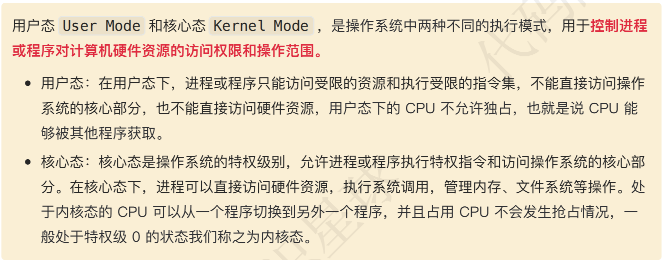 用户态 User Mode 和核心态 Kernel Mode ，是操作系统中两种不同的执行模式，用于控制进程
或程序对计算机硬件资源的访问权限和操作范围。
• 用户态：在用户态下，进程或程序只能访问受限的资源和执行受限的指令集，不能直接访问操作
系统的核心部分，也不能直接访问硬件资源，用户态下的 CPU 不允许独占，也就是说 CPU 能
够被其他程序获取。
• 核心态：核心态是操作系统的特权级别，允许进程或程序执行特权指令和访问操作系统的核心部
分。在核心态下，进程可以直接访问硬件资源，执行系统调用，管理内存、文件系统等操作。处
于内核态的 CPU 可以从一个程序切换到另外一个程序，并且占用 CPU 不会发生抢占情况，一
般处于特权级 0 的状态我们称之为内核态。